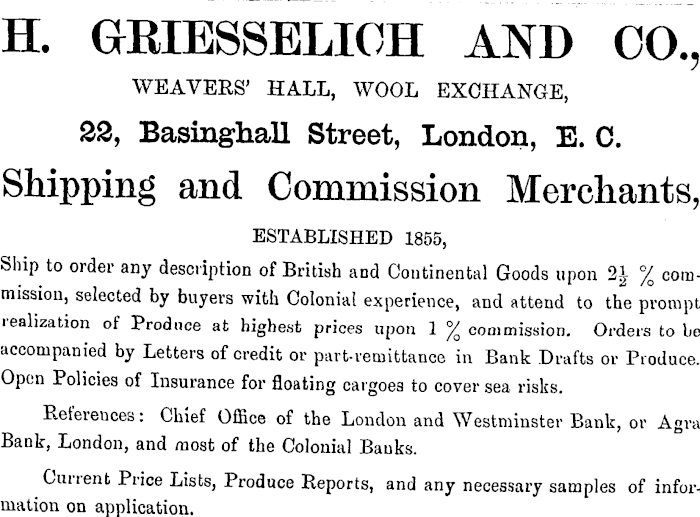 H. GRIESSELICH AND CO.,
WEAVERS' HALL, WOOL EXCHANGE,
22, Basinghall Street, London, E. C.
Shipping and Commission Merchants,
ESTABLISHED 1855,
Ship to order any description of British and Continental Goods upon 2½ % com-
mission, selected by buyers with Colonial experience, and attend to the prompt
realization of Produce at highest prices upon 1 % commission. Orders to be
accompanied by Letters of credit or part-remittance in Bank Drafts or Produce.
Open Policies of Insurance for floating cargoes to cover sea risks.
References: Chief Office of the London and Westminster Bank, or Agra
Bank, London, and most of the Colonial Banks.
Current Price Lists, Produce Reports, and any necessary samples of infor-
mation on application.